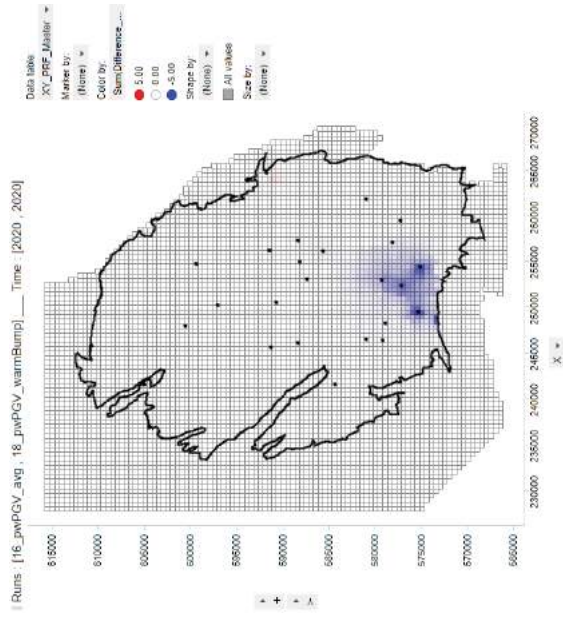 Runs : [16_pwPGV_avg , 18_pwPGV_warmBump] ___ Time : [2020 , 2020]
Data table:
XY_PRF_Master
Marker by:
(None)
Color by:
Sum(Difference_...
5.00
0.00
-5.00
Shape by:
(None)
All values
Size by:
(None)
615000
610000
605000
600000
595000
590000
585000
580000
575000
570000
565000
230000
235000
240000
245000
250000
255000
260000
265000
270000
X
Y
+